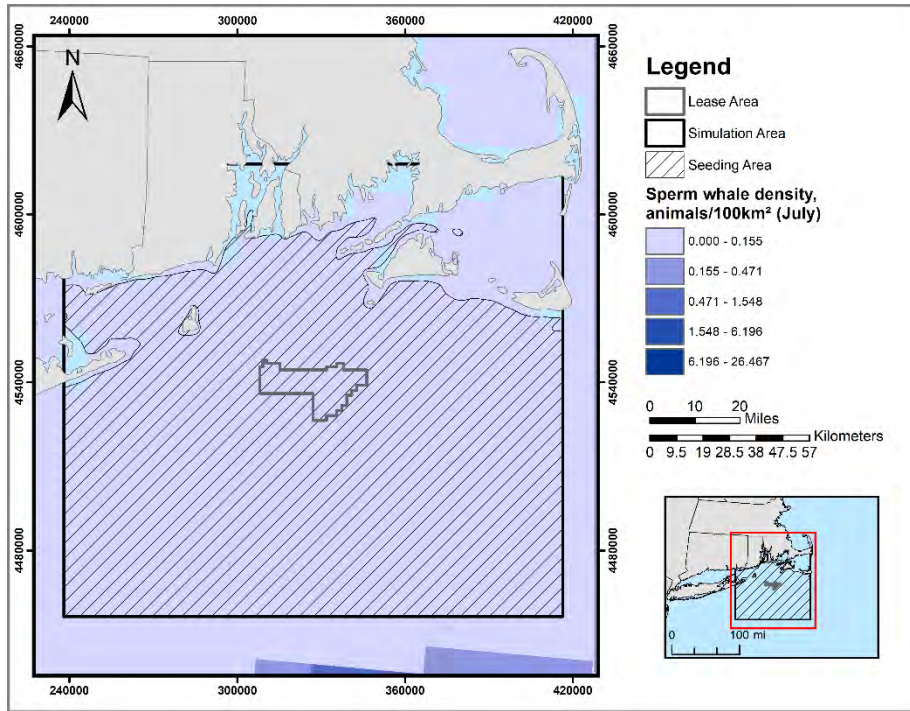 240000 300000 360000 420000
4660000
4600000
4540000
4480000
N
4660000
4600000
4540000
4480000
240000 300000 360000 420000
Legend
Lease Area
Simulation Area
Seeding Area
Sperm whale density,
animals/100km² (July)
0.000 - 0.155
0.155 - 0.471
0.471 - 1.548
1.548 - 6.196
6.196 - 26.467
0 10 20
Miles
Kilometers
0 9.5 19 28.5 38 47.5 57
0 100 mi